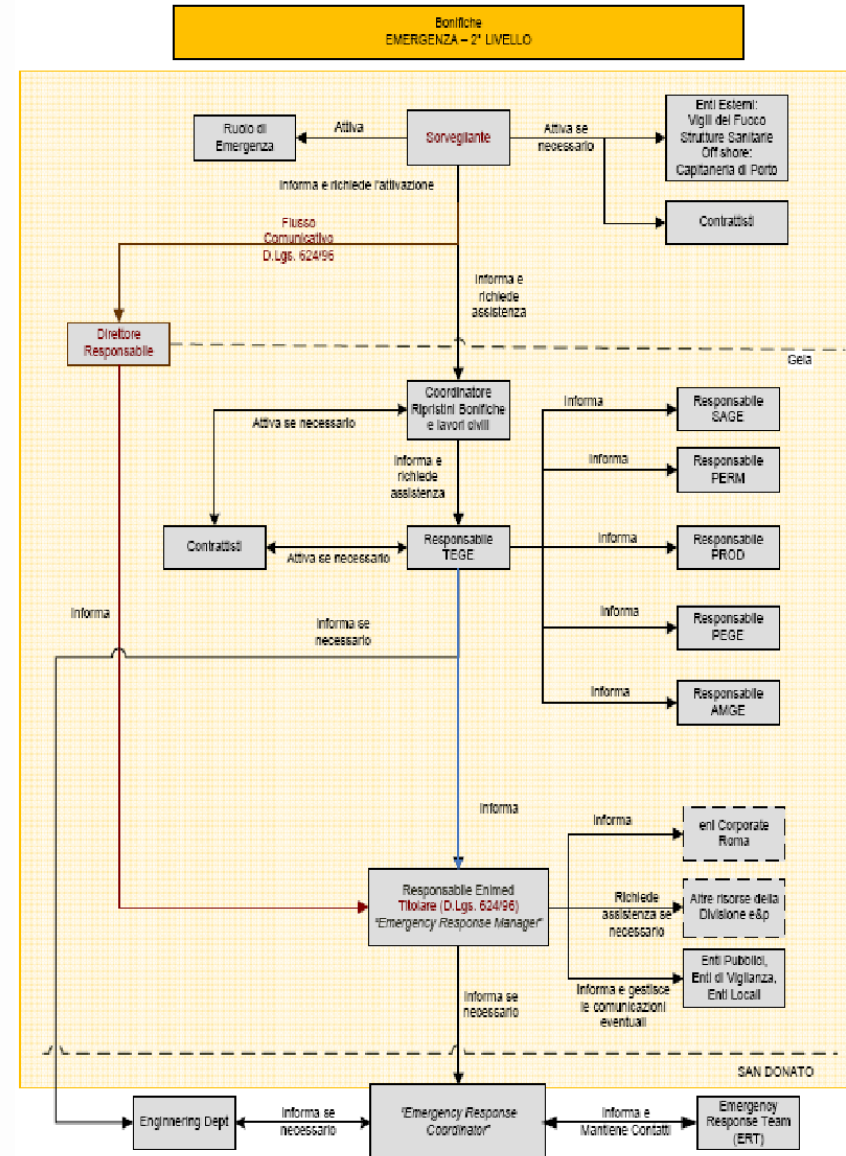 Bonifiche
EMERGENZA – 2° LIVELLO
Ruolo di
Emergenza
Attiva
Sorvegliante
Attiva se
necessario
Enti Esterni:
Vigili del Fuoco
Strutture Sanitarie
Off shore:
Capitaneria di Porto
Informa e richiede l'attivazione
Contrattisti
Flusso
Comunicativo
D.Lgs. 624/96
Informa e
richiede
assistenza
Direttore
Responsabile
Gela
Coordinatore
Ripristini Bonifiche
e lavori civili
Attiva se necessario
Informa
Responsabile
SAGE
Informa e
richiede
assistenza
Informa
Responsabile
PERM
Contrattisti
Attiva se necessario
Responsabile
TEGE
Informa
Responsabile
PROD
Informa
Informa se
necessario
Informa
Responsabile
PEGE
Informa
Responsabile
AMGE
Informa
Informa
eni Corporate
Roma
Responsabile Enimed
Titolare (D.Lgs. 624/96)
"Emergency Response Manager"
Richiede
assistenza se
necessario
Altre risorse della
Divisione e&p
Informa se
necessario
Informa e gestisce
le comunicazioni
eventuali
Enti Pubblici,
Enti di Vigilanza,
Enti Locali
SAN DONATO
Enginnering Dept
Informa se
necessario
"Emergency Response
Coordinator"
Informa e
Mantiene Contatti
Emergency
Response Team
(ERT)